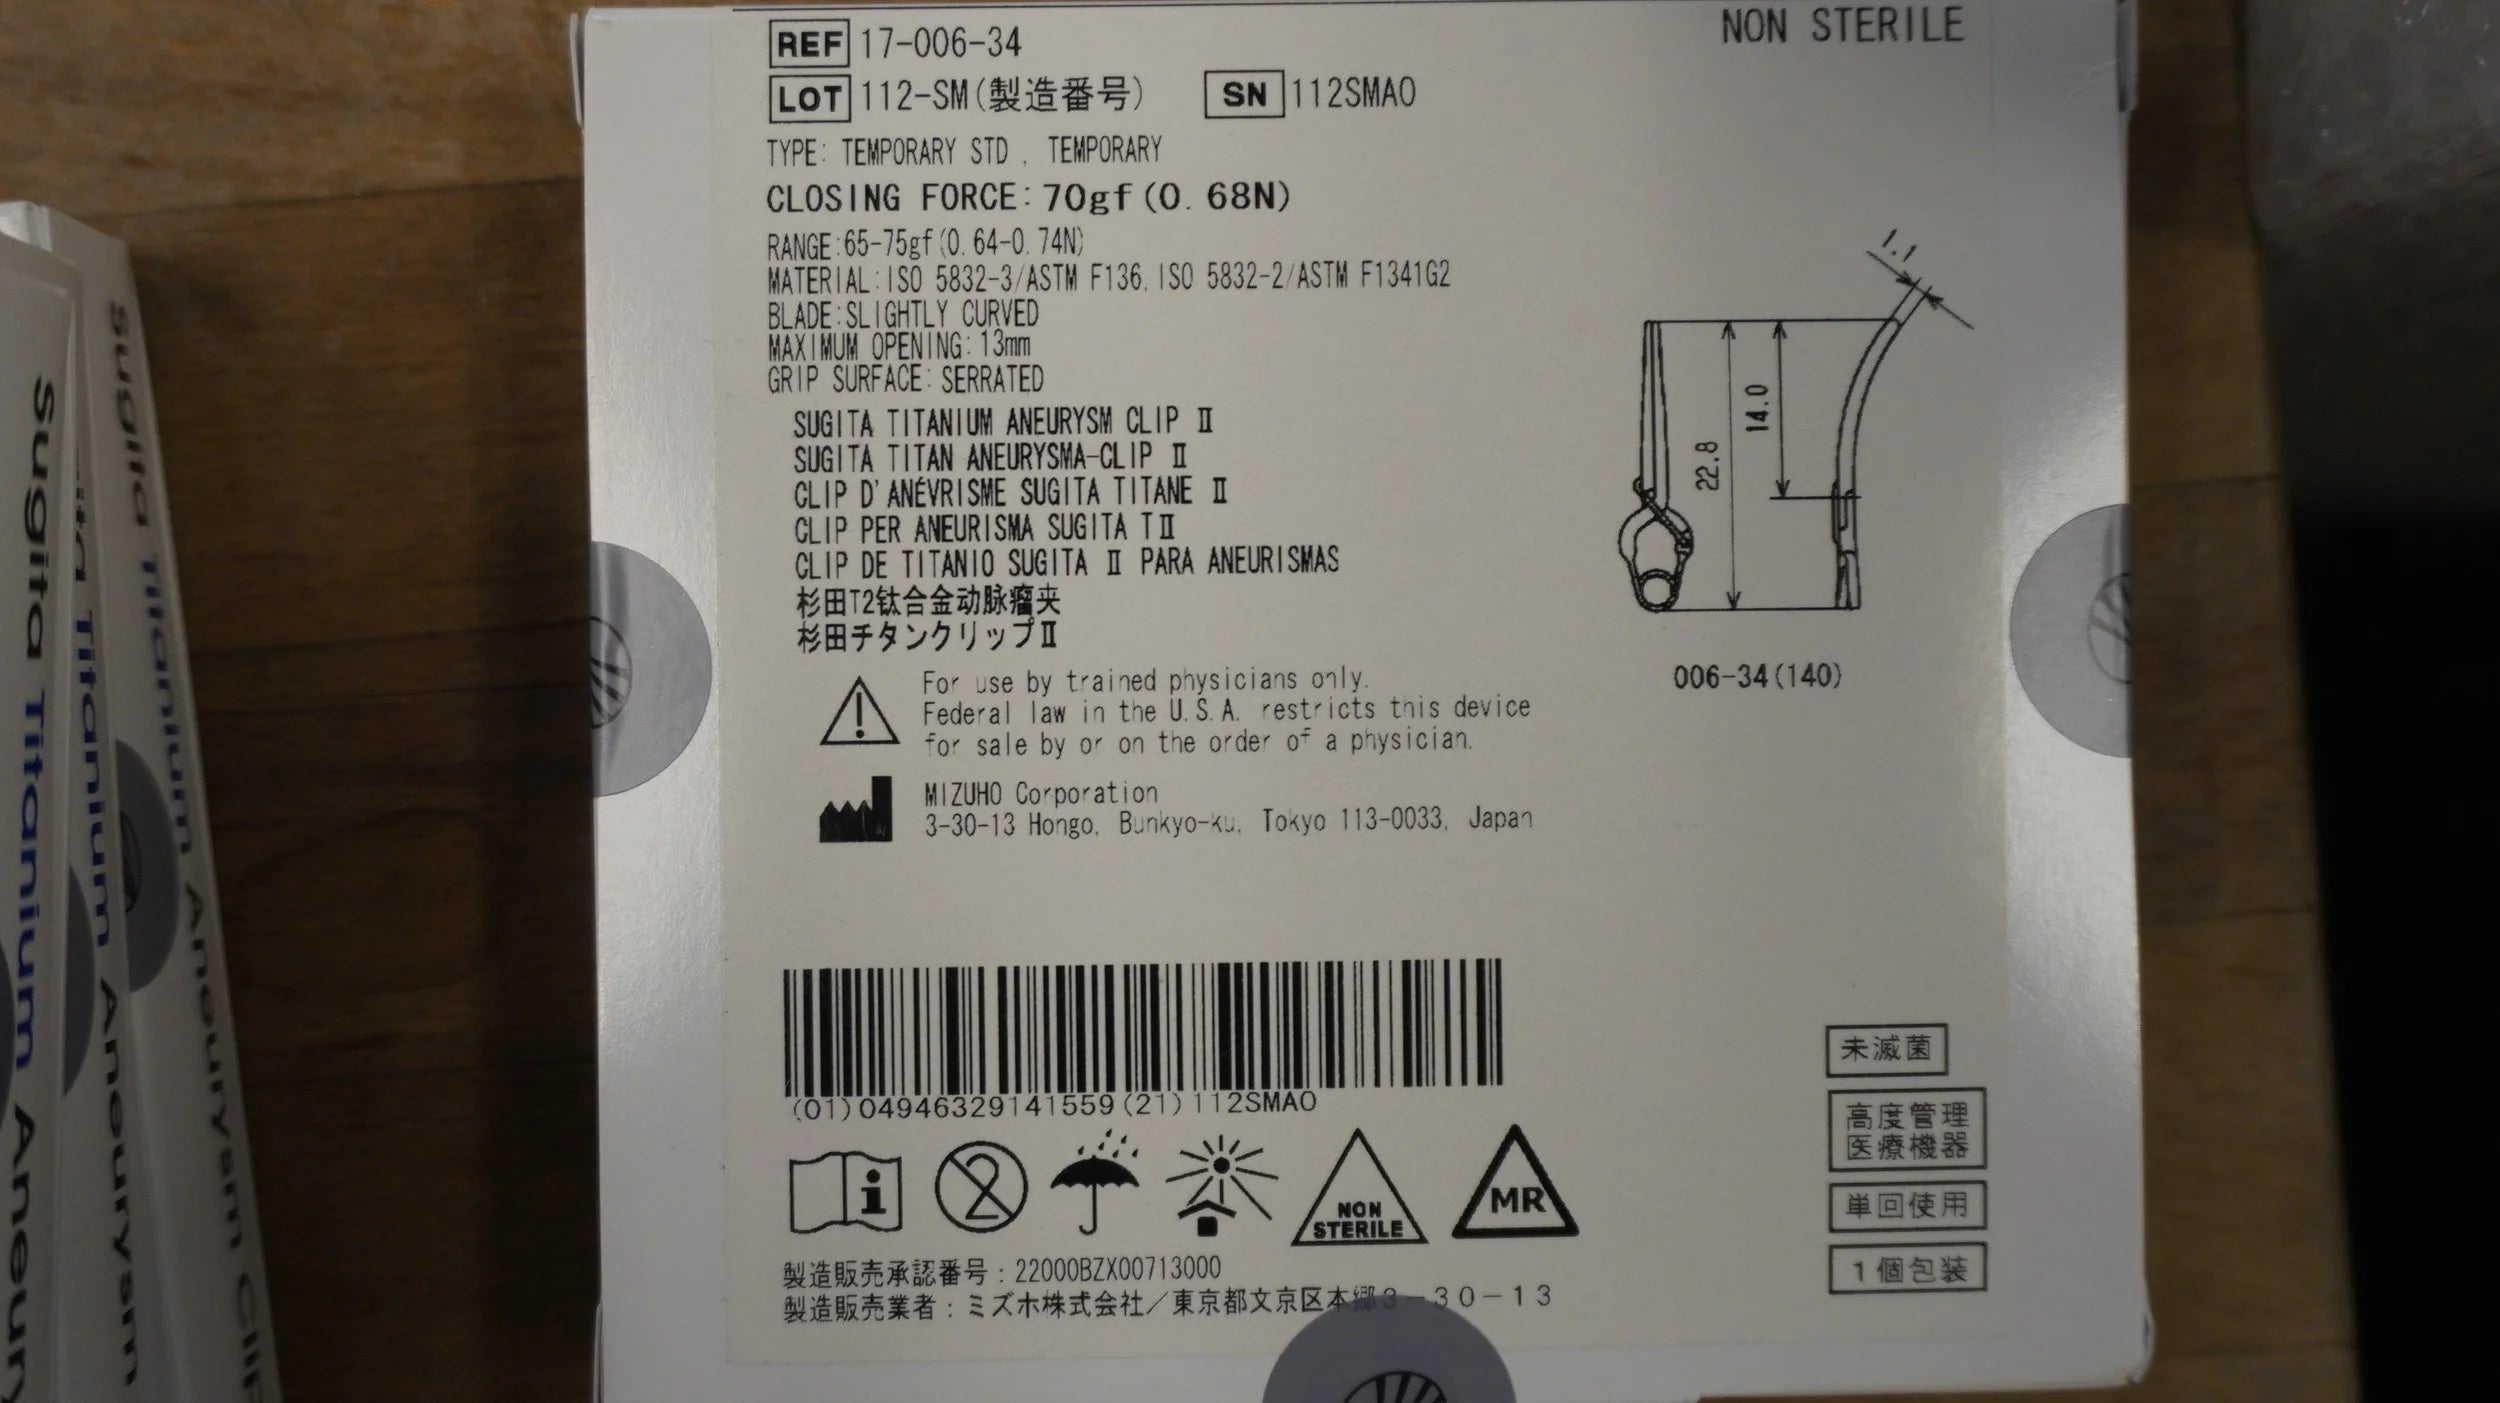 NON STERILE
REF 17-006-34
LOT 112-SM(製造番号) SN 112SMAO
TYPE: TEMPORARY STD , TEMPORARY
CLOSING FORCE: 70gf(0.68N)
RANGE:65-75gf(0.64-0.74N)
MATERIAL:ISO 5832-3/ASTM F136, ISO 5832-2/ASTM F1341G2
BLADE:SLIGHTLY CURVED
MAXIMUM OPENING: 13mm
GRIP SURFACE: SERRATED
SUGITA TITANIUM ANEURYSM CLIP Ⅱ
SUGITA TITAN ANEURYSMA-CLIP Ⅱ
CLIP D'ANÉVRISME SUGITA TITANE Ⅱ
CLIP PER ANEURISMA SUGITA TⅡ
CLIP DE TITANIO SUGITA Ⅱ PARA ANEURISMAS
杉田T2钛合金动脉瘤夹
杉田チタンクリップⅡ
1.1
14.0
22.8
006-34(140)
For use by trained physicians only.
Federal law in the U.S.A. restricts this device
for sale by or on the order of a physician.
MIZUHO Corporation
3-30-13 Hongo, Bunkyo-ku, Tokyo 113-0033, Japan
(01)04946329141559(21)112SMAO
NON
STERILE
MR
未滅菌
高度管理
医療機器
単回使用
1個包装
製造販売承認番号：22000BZX00713000
製造販売業者：ミズホ株式会社／東京都文京区本郷3-30-13
Sugita Titanium Aneurysm Clip
Titanium Aneurysm
Sugita Titanium Aneury